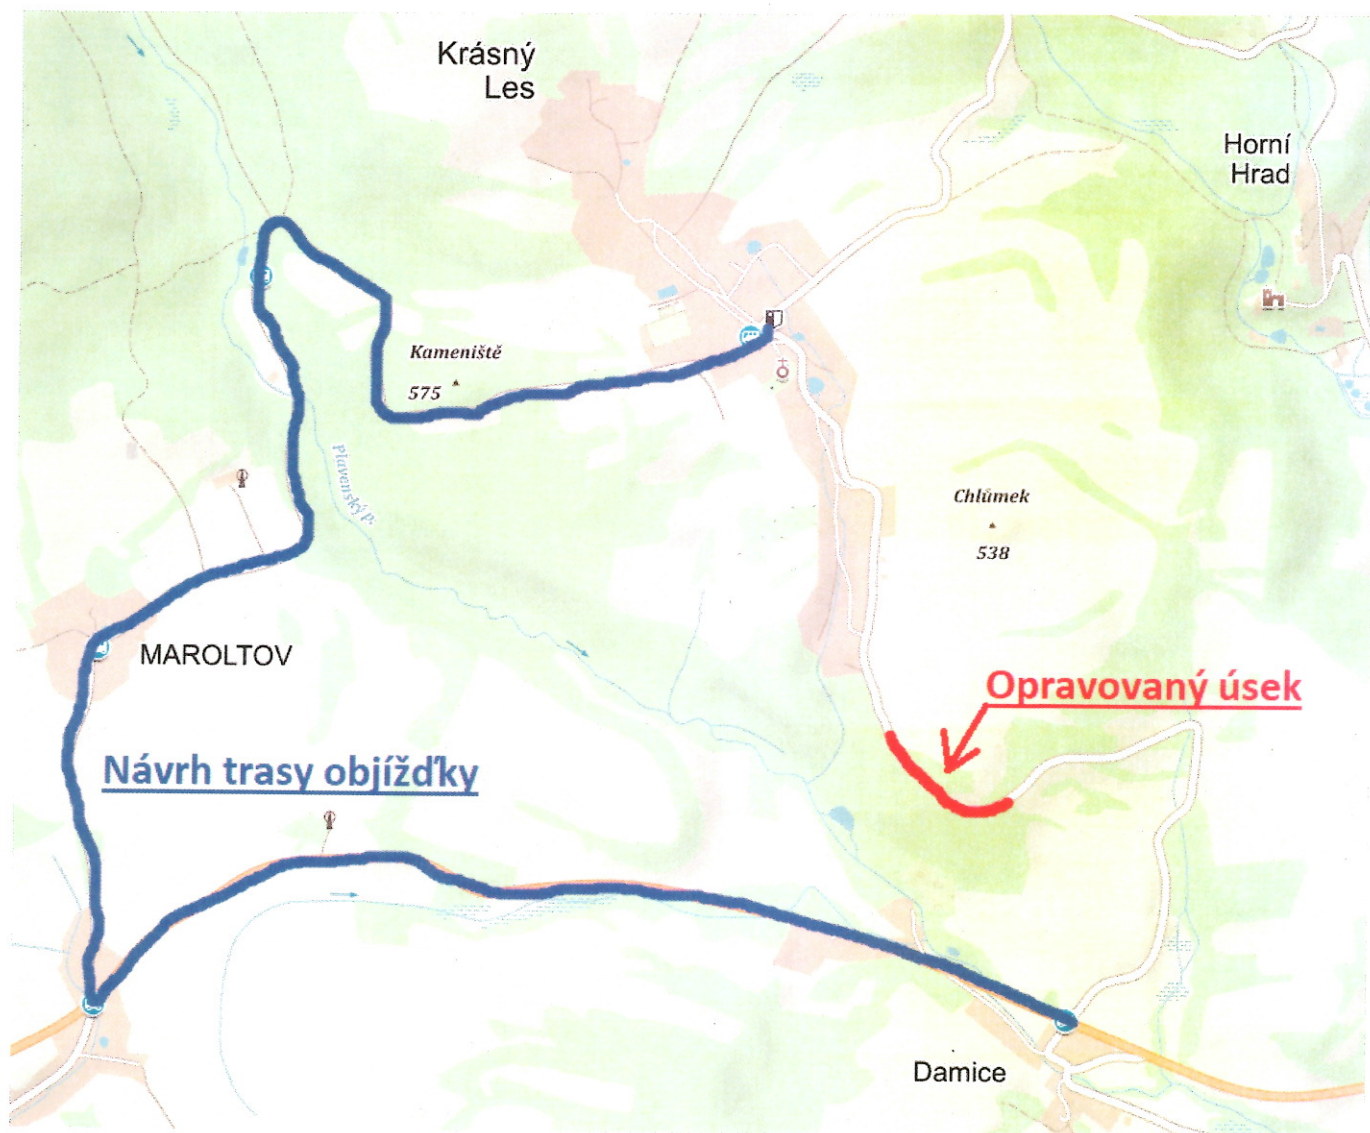 Krásný
Les
Horní
Hrad
Kameniště
575
Plavenský p.
Chlůmek
538
MAROLTOV
Opravovaný úsek
Návrh trasy objížďky
Damice